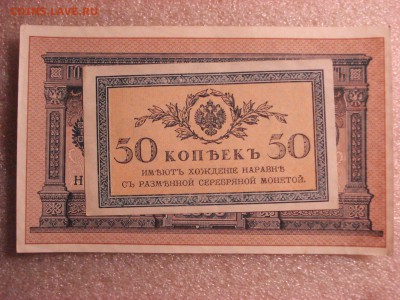 COINS.LAVE.RU
50 КОПѢЕКЪ 50
ИМѢЮТЪ ХОЖДЕНІЕ НАРАВНѢ
СЪ РАЗМѢННОЙ СЕРЕБРЯНОЙ МОНЕТОЙ.
Н